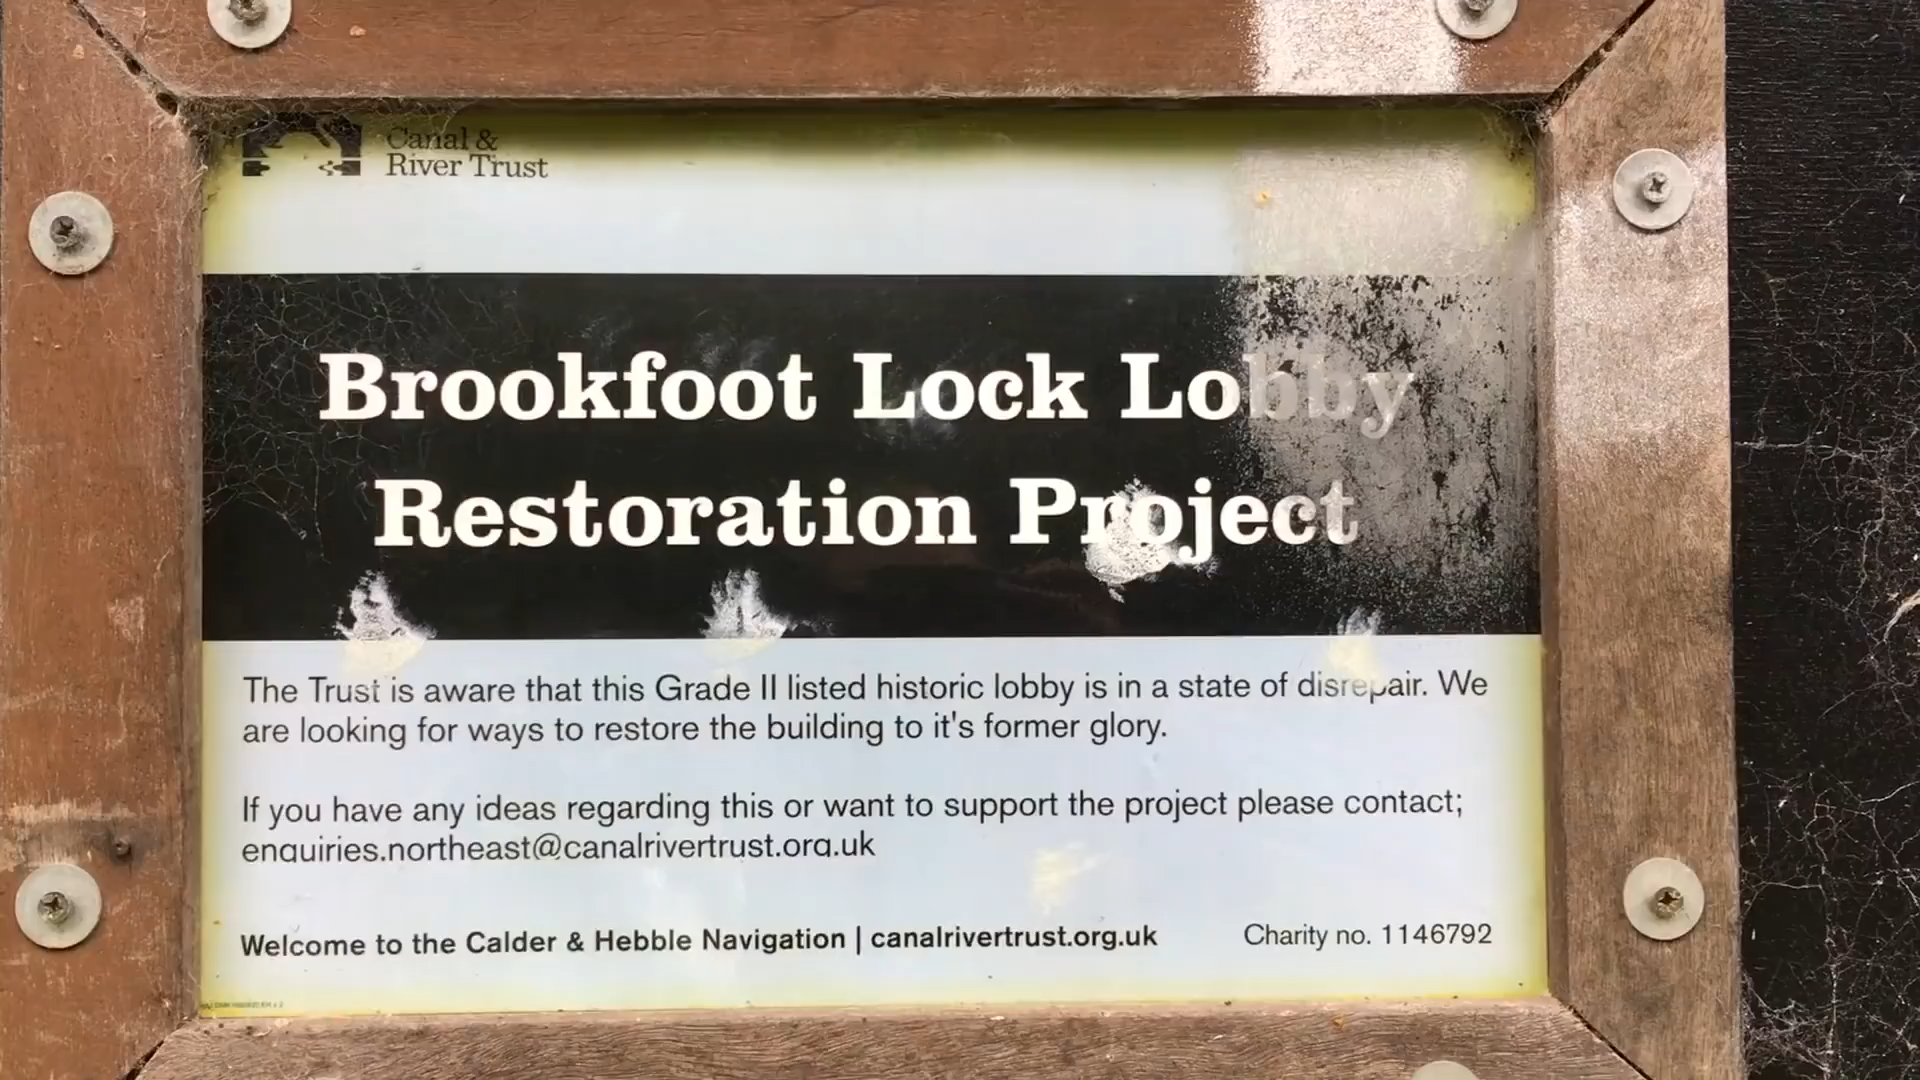 Canal &
River Trust
Brookfoot Lock Lobby
Restoration Project
The Trust is aware that this Grade II listed historic lobby is in a state of disrepair. We
are looking for ways to restore the building to it's former glory.
If you have any ideas regarding this or want to support the project please contact;
enquiries.northeast@canalrivertrust.org.uk
Welcome to the Calder & Hebble Navigation | canalrivertrust.org.uk
Charity no. 1146792